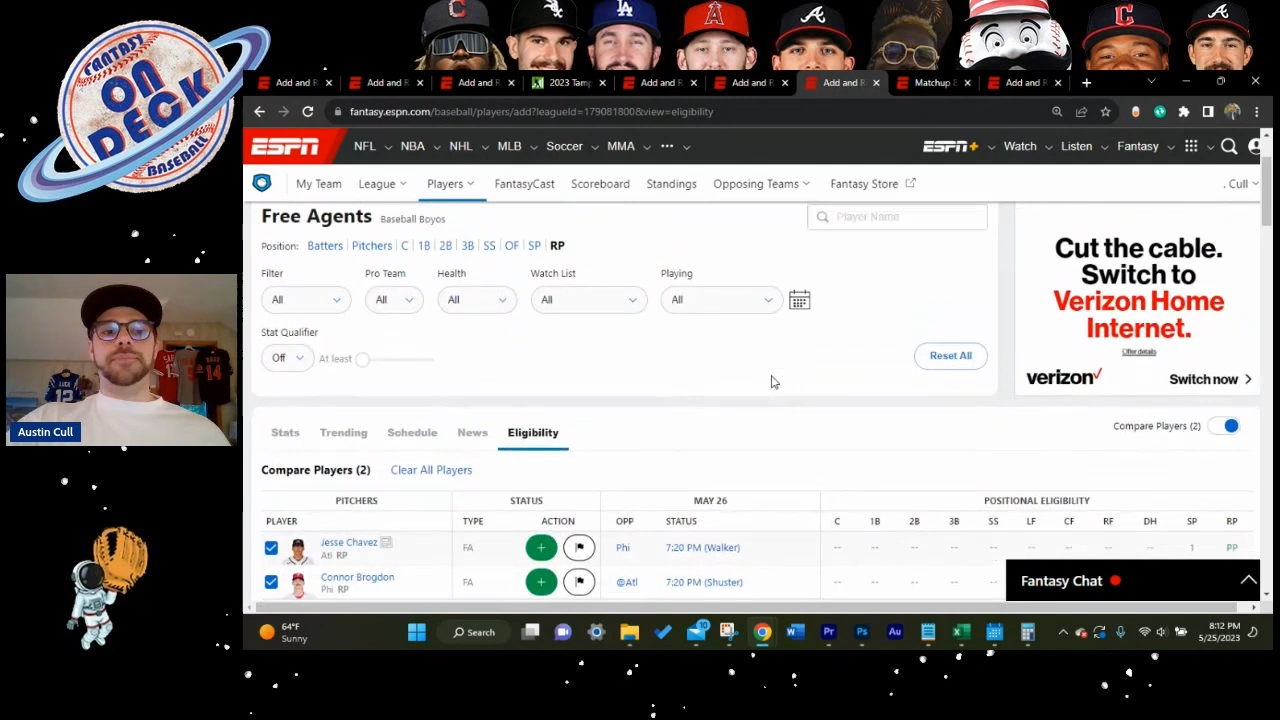 FANTASY
ON
DECK
BASEBALL
Add and R
Add and R
Add and R
2023 Tamp
Add and R
Add and R
Add and R
Matchup
Add and R
fantasy.espn.com/baseball/players/add?leagueId=179081800&view=eligibility
ESPN NFL NBA NHL MLB Soccer MMA ESPN+ Watch Listen Fantasy
My Team League Players FantasyCast Scoreboard Standings Opposing Teams Fantasy Store . Cull
Free Agents Baseball Boyos
Player Name
Position: Batters | Pitchers | C | 1B | 2B | 3B | SS | OF | SP | RP
Filter Pro Team Health Watch List Playing
All All All All All
Stat Qualifier
Off At least
Reset All
Cut the cable.
Switch to
Verizon Home
Internet.
Offer details
verizon Switch now
Stats Trending Schedule News Eligibility
Compare Players (2)
Compare Players (2) Clear All Players
PITCHERS STATUS MAY 26 POSITIONAL ELIGIBILITY
PLAYER TYPE ACTION OPP STATUS C 1B 2B 3B SS LF CF RF DH SP RP
Jesse Chavez FA Phi 7:20 PM (Walker) -- -- -- -- -- -- -- -- -- 1 PP
Atl RP
Connor Brogdon FA @Atl 7:20 PM (Shuster) -- -- -- --
Phi RP
Fantasy Chat
Austin Cull
LUCK
12
14
64°F
Sunny
Search
10
8:12 PM
5/25/2023